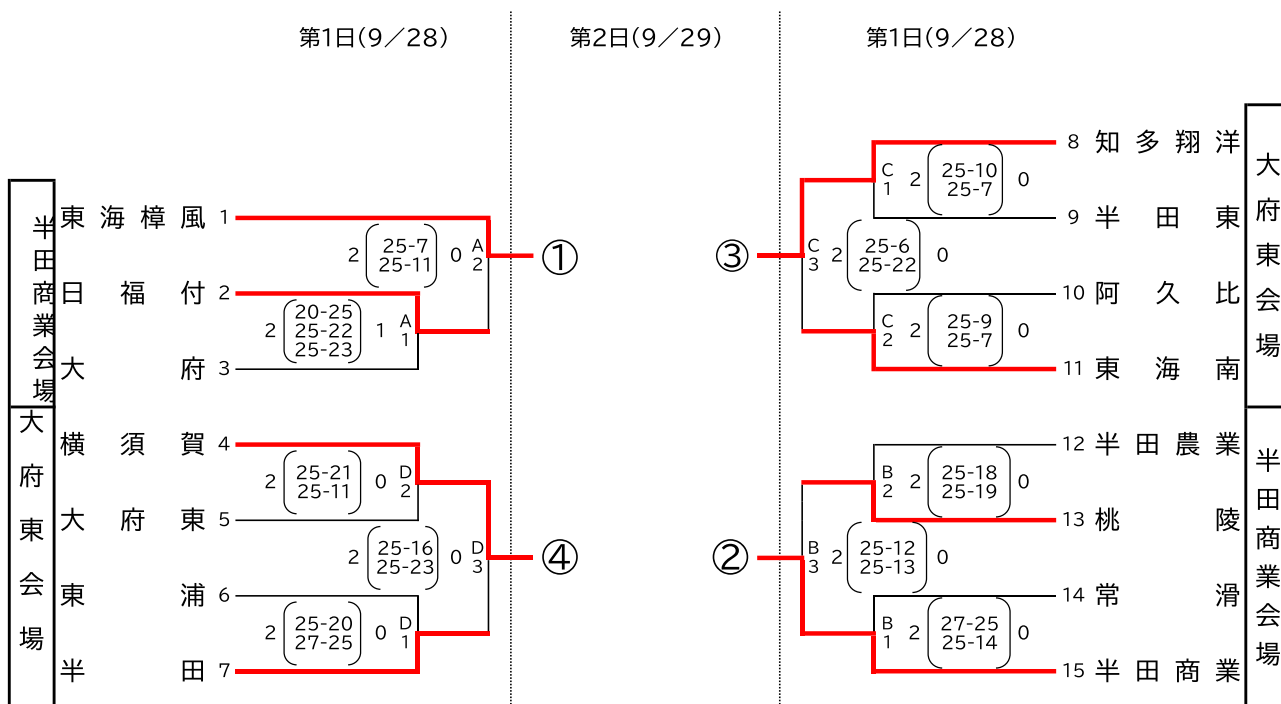 第1日(9／28)
第2日(9／29)
第1日(9／28)
半田商業会場
東海樟風 1
2 25-7 0 A
25-11 2
①
日福付 2
2 20-25 1 A
25-22 1
25-23
大府 3
大府東会場
横須賀 4
2 25-21 0 D
25-11 2
大府東 5
2 25-16 0 D
25-23 3
④
東浦 6
2 25-20 0 D
27-25 1
半田 7
大府東会場
8 知多翔洋
C 2 25-10 0
1 25-7
9 半田東
③
C 2 25-6 0
3 25-22
10 阿久比
C 2 25-9 0
2 25-7
11 東海南
半田商業会場
12 半田農業
B 2 25-18 0
2 25-19
13 桃陵
②
B 2 25-12 0
3 25-13
14 常滑
B 2 27-25 0
1 25-14
15 半田商業